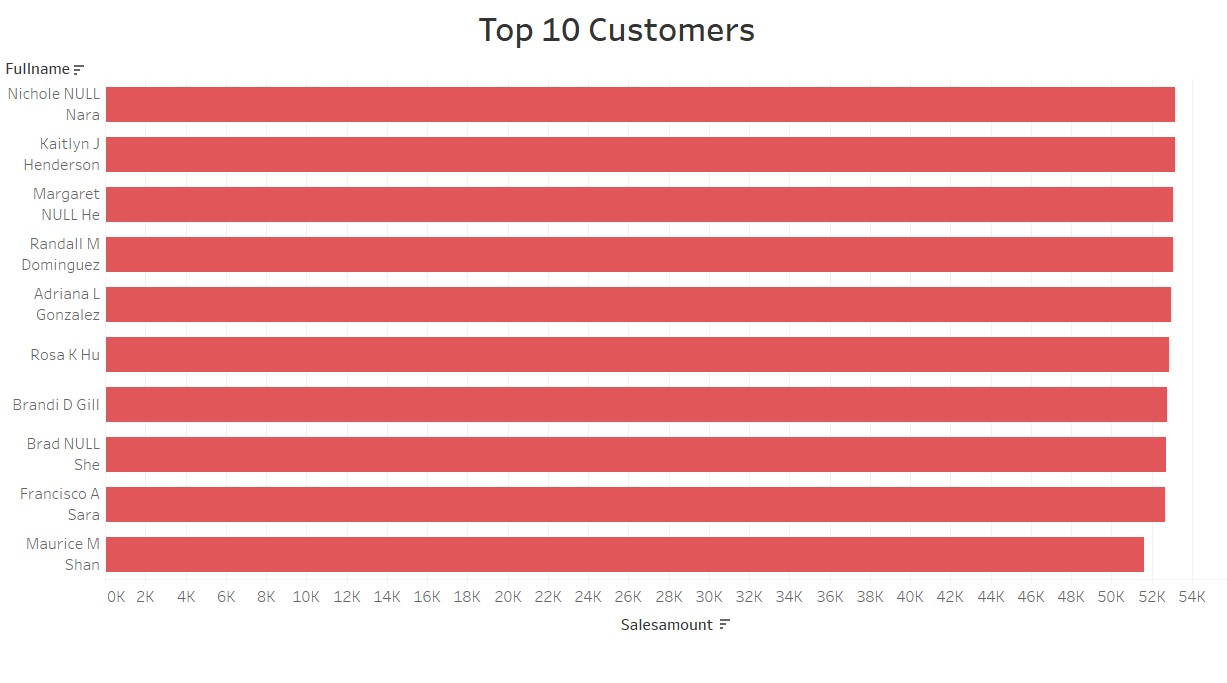 Top 10 Customers
Fullname
Nichole NULL
Nara
Kaitlyn J
Henderson
Margaret
NULL He
Randall M
Dominguez
Adriana L
Gonzalez
Rosa K Hu
Brandi D Gill
Brad NULL
She
Francisco A
Sara
Maurice M
Shan
0K 2K 4K 6K 8K 10K 12K 14K 16K 18K 20K 22K 24K 26K 28K 30K 32K 34K 36K 38K 40K 42K 44K 46K 48K 50K 52K 54K
Salesamount